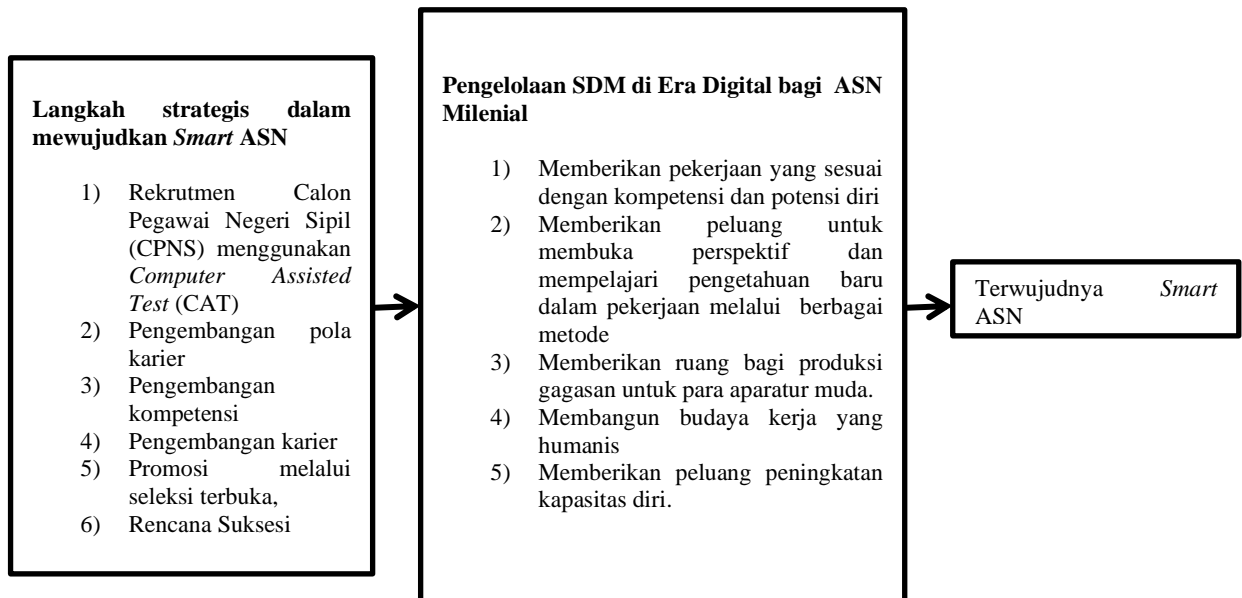 Langkah strategis dalam
mewujudkan Smart ASN
1) Rekrutmen Calon
Pegawai Negeri Sipil
(CPNS) menggunakan
Computer Assisted
Test (CAT)
2) Pengembangan pola
karier
3) Pengembangan
kompetensi
4) Pengembangan karier
5) Promosi melalui
seleksi terbuka,
6) Rencana Suksesi
Pengelolaan SDM di Era Digital bagi ASN
Milenial
1) Memberikan pekerjaan yang sesuai
dengan kompetensi dan potensi diri
2) Memberikan peluang untuk
membuka perspektif dan
mempelajari pengetahuan baru
dalam pekerjaan melalui berbagai
metode
3) Memberikan ruang bagi produksi
gagasan untuk para aparatur muda.
4) Membangun budaya kerja yang
humanis
5) Memberikan peluang peningkatan
kapasitas diri.
Terwujudnya Smart
ASN